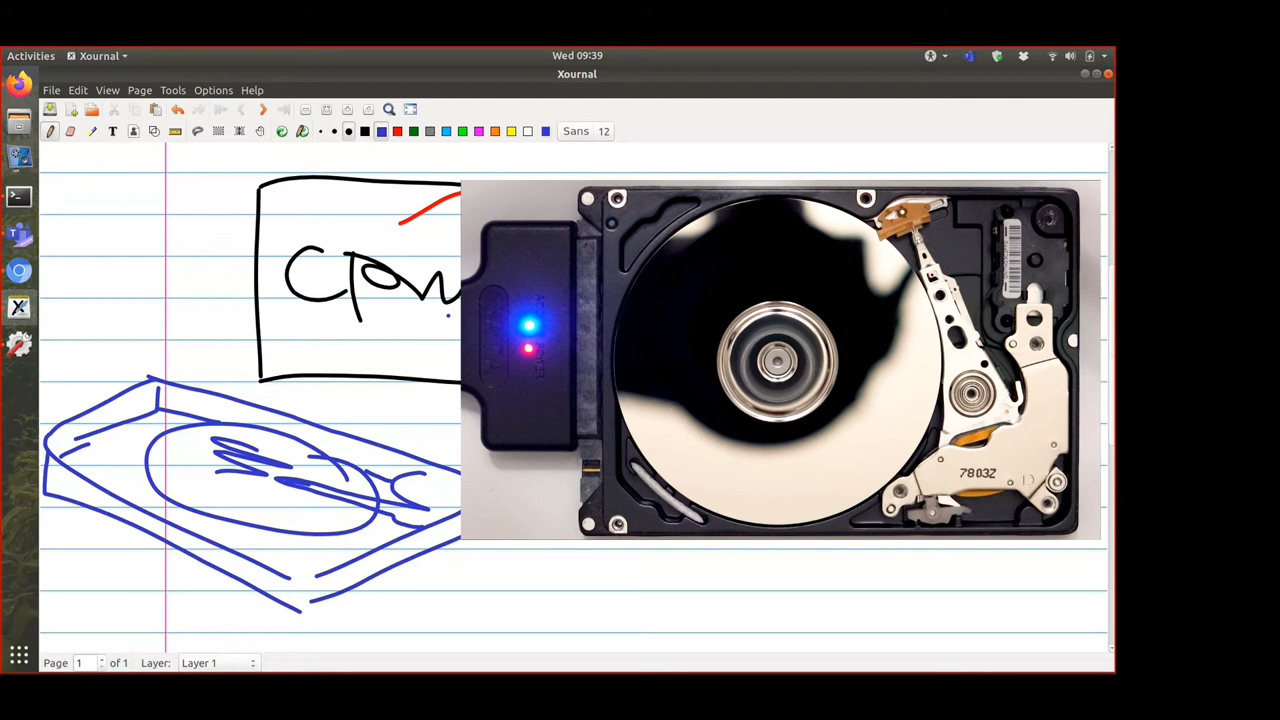 Activities Xournal Wed 09:39
Xournal
File Edit View Page Tools Options Help
T Sans 12
78032
Page 1 of 1 Layer: Layer 1